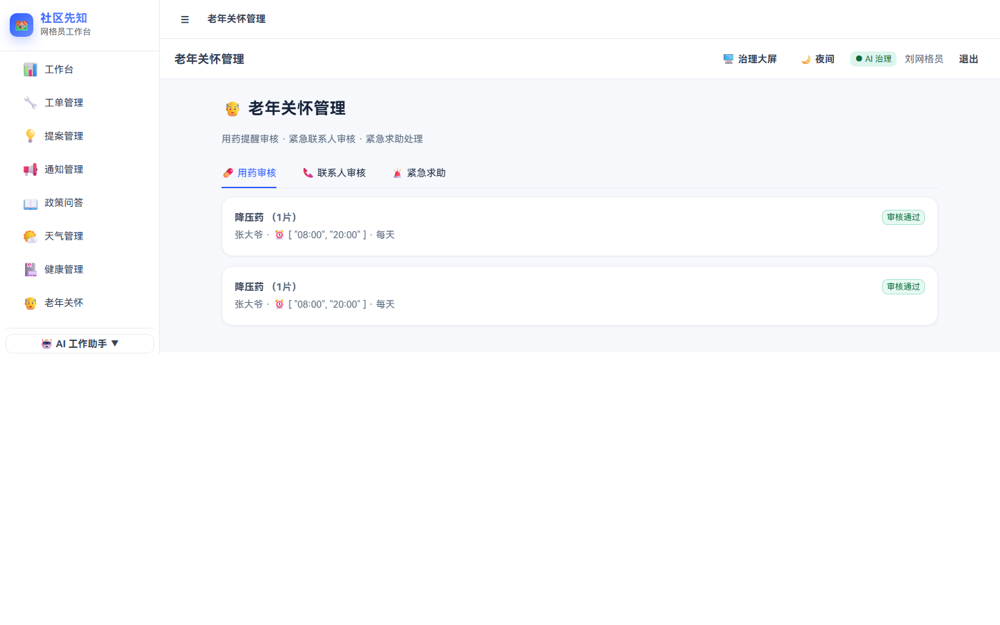 社区先知
网格员工作台
工作台
工单管理
提案管理
通知管理
政策问答
天气管理
健康管理
老年关怀
AI 工作助手 ▼
☰ 老年关怀管理
老年关怀管理
治理大屏
夜间
● AI 治理
刘网格员
退出
老年关怀管理
用药提醒审核 · 紧急联系人审核 · 紧急求助处理
用药审核
联系人审核
紧急求助
降压药 （1片）
审核通过
张大爷 · ⏰ [ "08:00", "20:00" ] · 每天
降压药 （1片）
审核通过
张大爷 · ⏰ [ "08:00", "20:00" ] · 每天